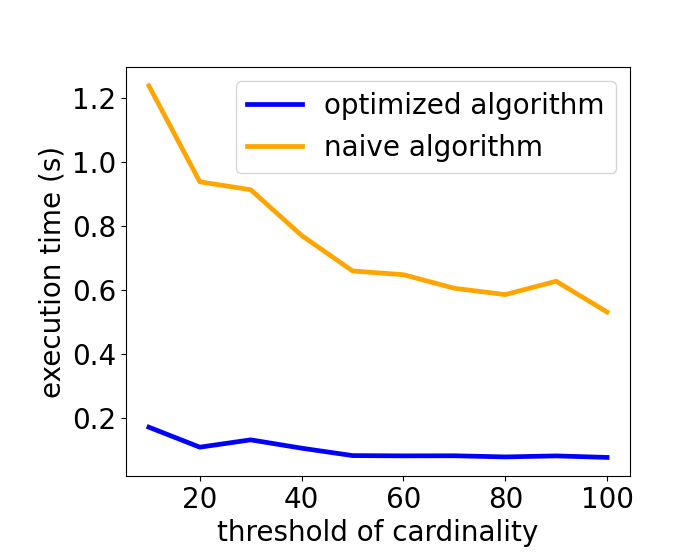 optimized algorithm
naive algorithm
execution time (s)
1.2
1.0
0.8
0.6
0.4
0.2
20 40 60 80 100
threshold of cardinality